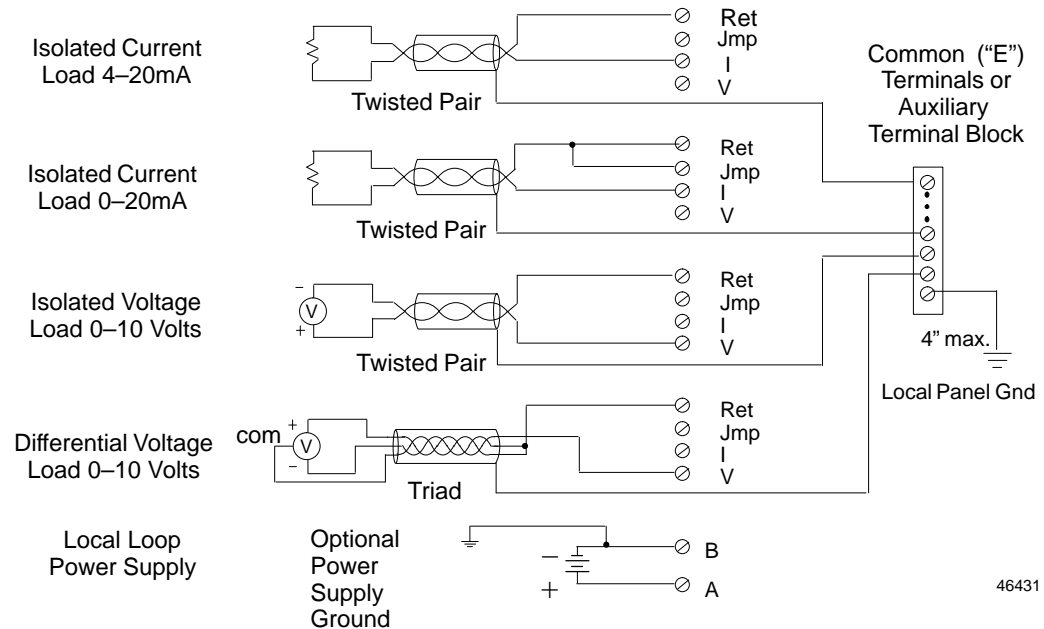 Isolated Current
Load 4–20mA
Twisted Pair
Ret
Jmp
I
V
Common (“E”)
Terminals or
Auxiliary
Terminal Block
Isolated Current
Load 0–20mA
Twisted Pair
Ret
Jmp
I
V
Isolated Voltage
Load 0–10 Volts
–
V
+
Twisted Pair
Ret
Jmp
I
V
4” max.
Local Panel Gnd
Differential Voltage
Load 0–10 Volts
com
+
V
–
Triad
Ret
Jmp
I
V
Local Loop
Power Supply
Optional
Power
Supply
Ground
–
+
B
A
46431